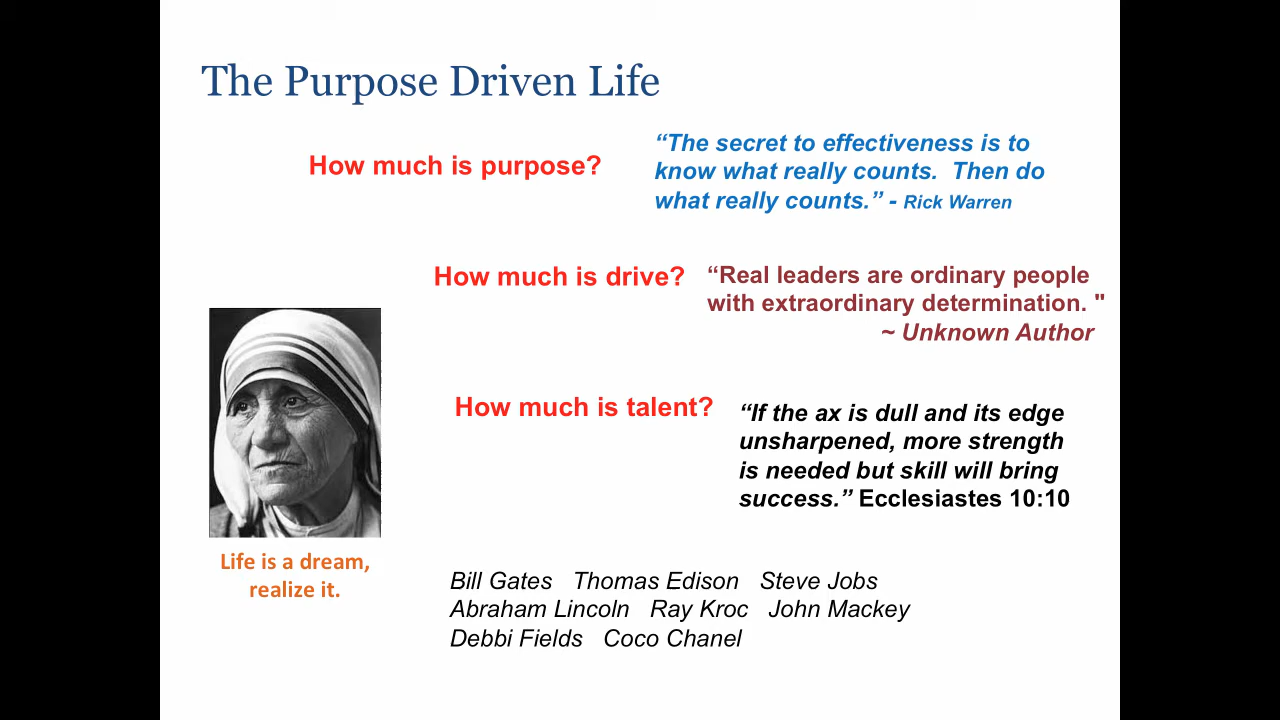 The Purpose Driven Life
How much is purpose?
“The secret to effectiveness is to
know what really counts.  Then do
what really counts.” - Rick Warren
How much is drive?
“Real leaders are ordinary people
with extraordinary determination. "
~ Unknown Author
How much is talent?
“If the ax is dull and its edge
unsharpened, more strength
is needed but skill will bring
success.” Ecclesiastes 10:10
Life is a dream,
realize it.
Bill Gates   Thomas Edison   Steve Jobs
Abraham Lincoln   Ray Kroc   John Mackey
Debbi Fields   Coco Chanel